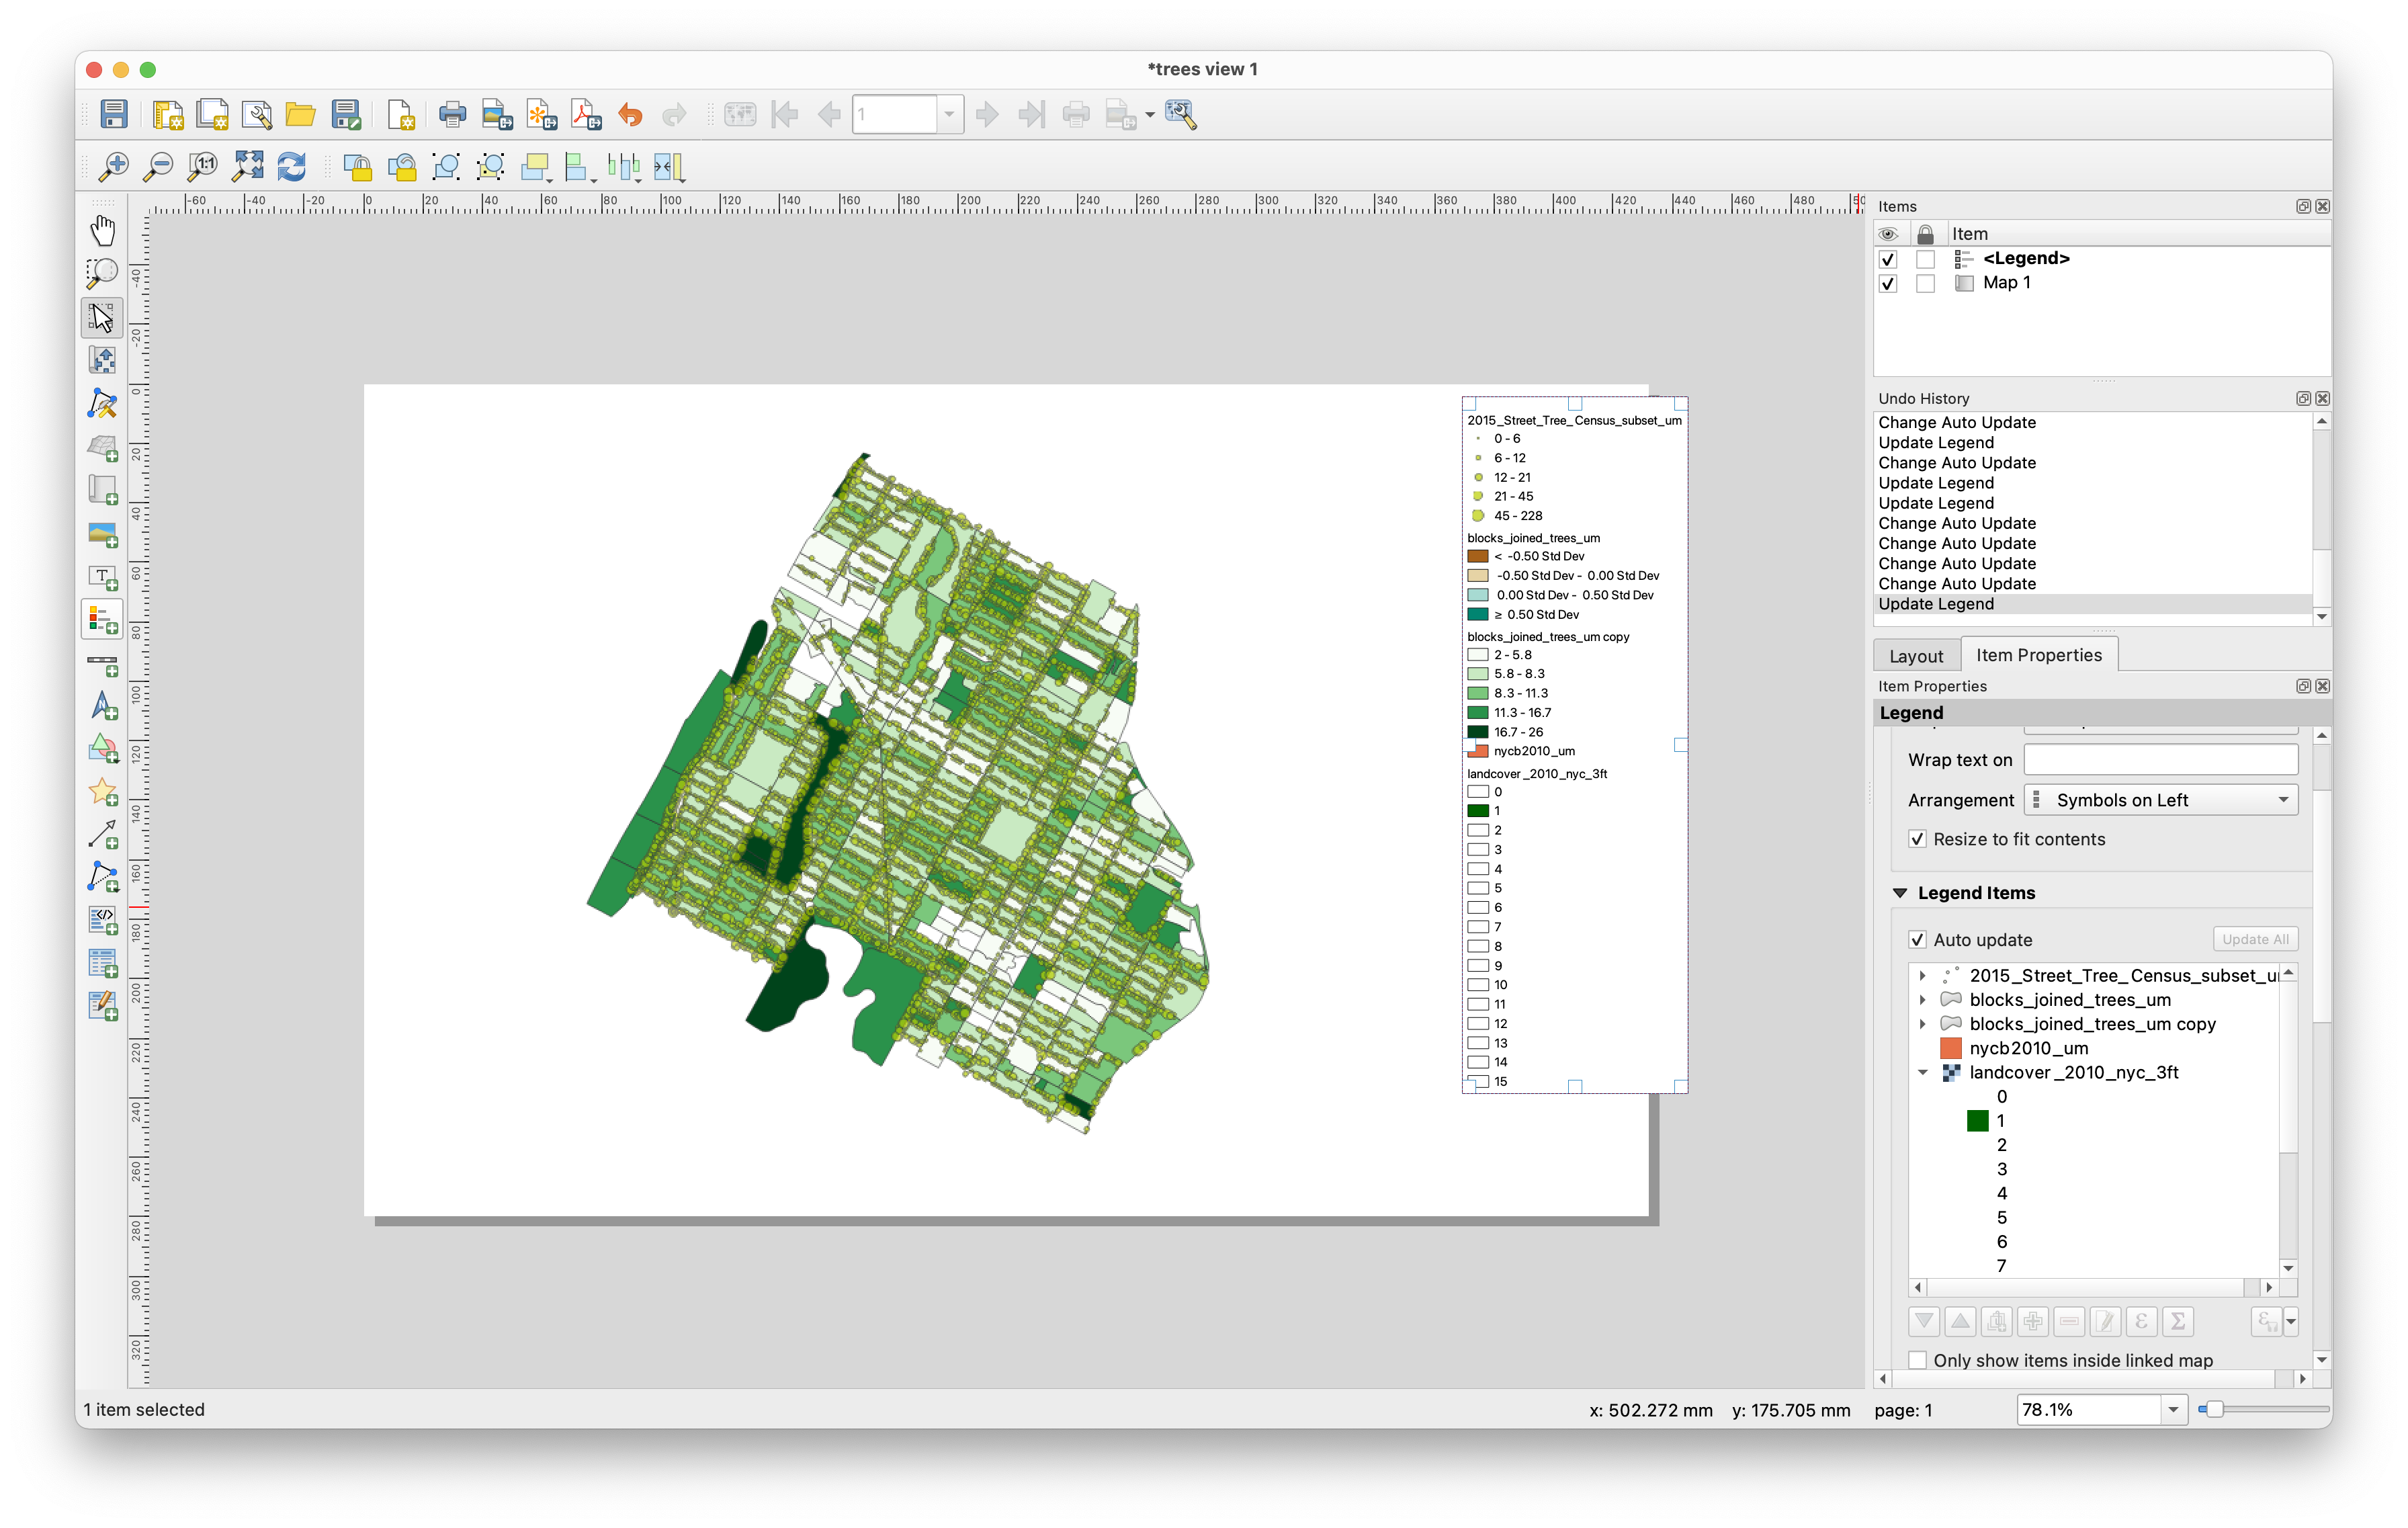 *trees view 1
1
-60 -40 -20 0 20 40 60 80 100 120 140 160 180 200 220 240 260 280 300 320 340 360 380 400 420 440 460 480
-40
-20
0
20
40
60
80
100
120
140
160
180
200
220
240
260
280
300
320
2015_Street_Tree_Census_subset_um
0 - 6
6 - 12
12 - 21
21 - 45
45 - 228
blocks_joined_trees_um
< -0.50 Std Dev
-0.50 Std Dev - 0.00 Std Dev
0.00 Std Dev - 0.50 Std Dev
≥ 0.50 Std Dev
blocks_joined_trees_um copy
2 - 5.8
5.8 - 8.3
8.3 - 11.3
11.3 - 16.7
16.7 - 26
nycb2010_um
landcover_2010_nyc_3ft
0
1
2
3
4
5
6
7
8
9
10
11
12
13
14
15
Items
Item
<Legend>
Map 1
Undo History
Change Auto Update
Update Legend
Change Auto Update
Update Legend
Update Legend
Change Auto Update
Change Auto Update
Change Auto Update
Change Auto Update
Update Legend
Layout Item Properties
Item Properties
Legend
Wrap text on
Arrangement Symbols on Left
Resize to fit contents
Legend Items
Auto update Update All
2015_Street_Tree_Census_subset_u
blocks_joined_trees_um
blocks_joined_trees_um copy
nycb2010_um
landcover_2010_nyc_3ft
0
1
2
3
4
5
6
7
Only show items inside linked map
1 item selected
x: 502.272 mm y: 175.705 mm page: 1 78.1%